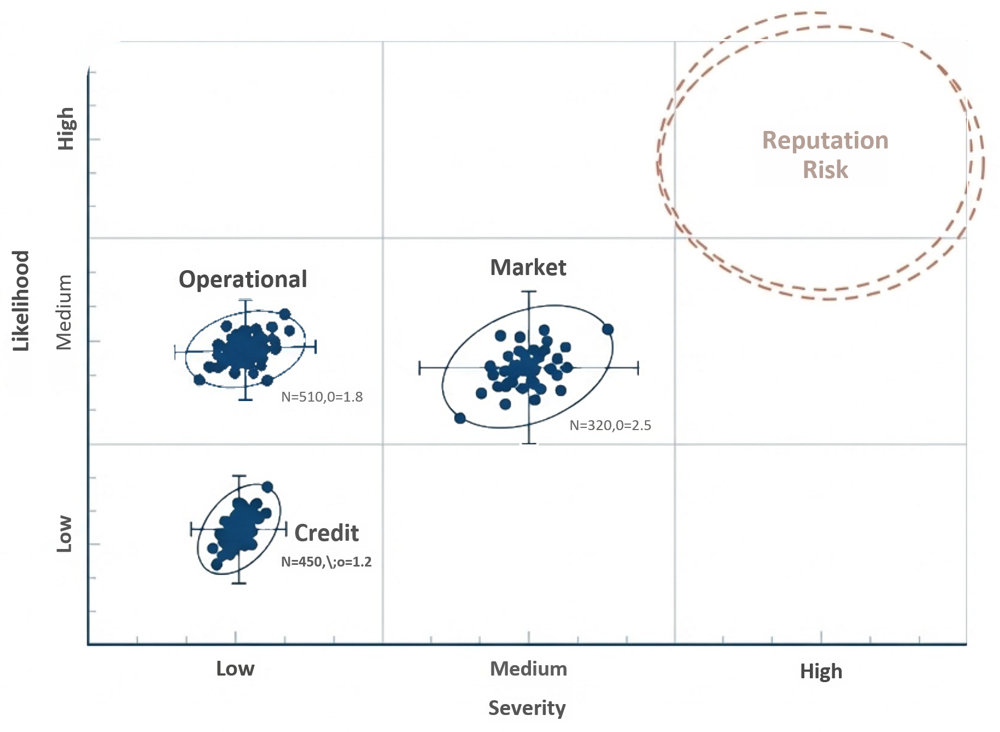 Reputation
Risk
High
Market
Operational
Medium
Likelihood
N=510,0=1.8
N=320,0=2.5
Credit
Low
N=450,\;o=1.2
Low
Medium
High
Severity